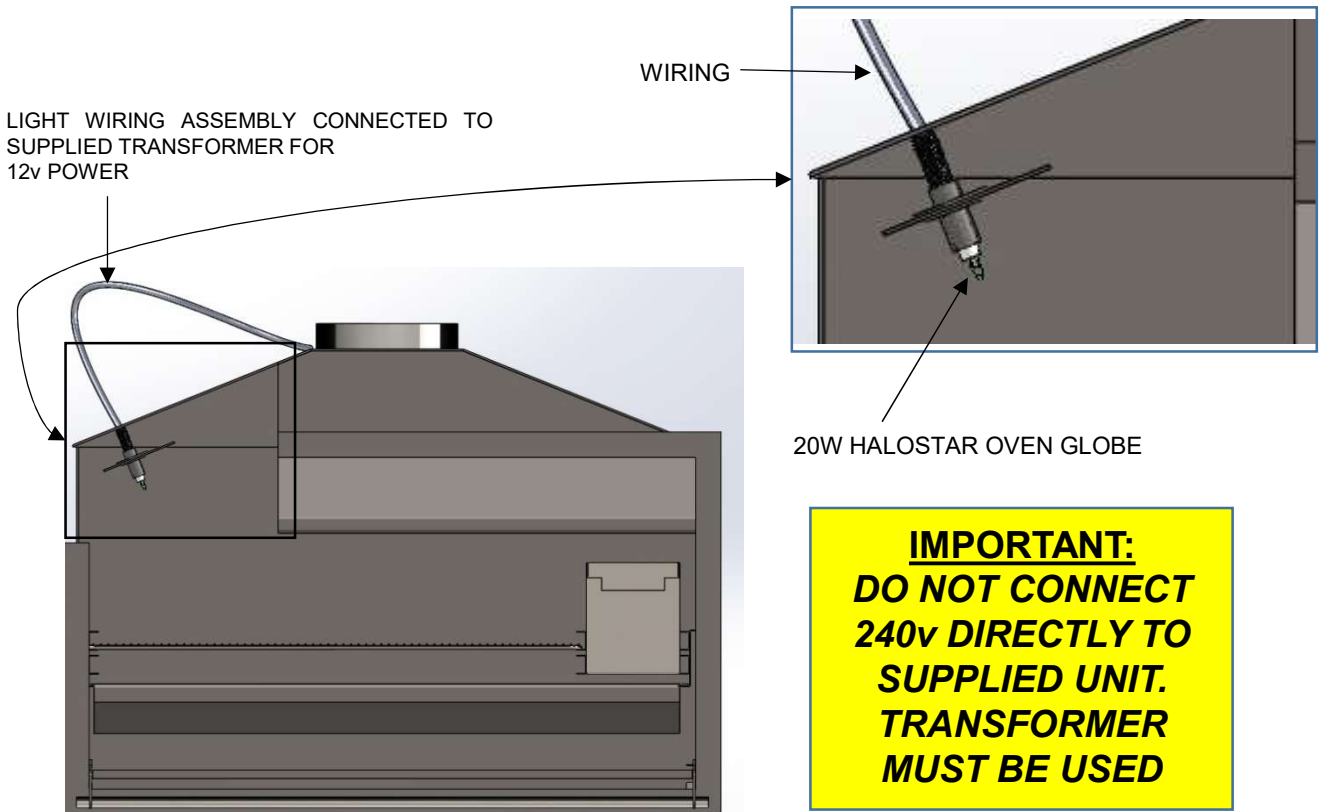 WIRING
LIGHT WIRING ASSEMBLY CONNECTED TO
SUPPLIED TRANSFORMER FOR
12v POWER
20W HALOSTAR OVEN GLOBE
IMPORTANT:
DO NOT CONNECT
240v DIRECTLY TO
SUPPLIED UNIT.
TRANSFORMER
MUST BE USED